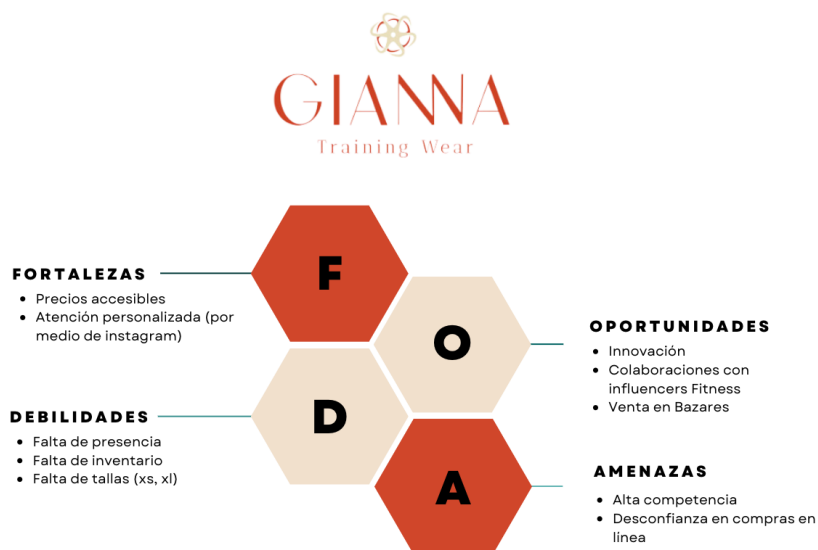 GIANNA
Training Wear
F
FORTALEZAS
• Precios accesibles
• Atención personalizada (por
medio de instagram)
O
OPORTUNIDADES
• Innovación
• Colaboraciones con
influencers Fitness
• Venta en Bazares
D
DEBILIDADES
• Falta de presencia
• Falta de inventario
• Falta de tallas (xs, xl)
A
AMENAZAS
• Alta competencia
• Desconfianza en compras en
línea